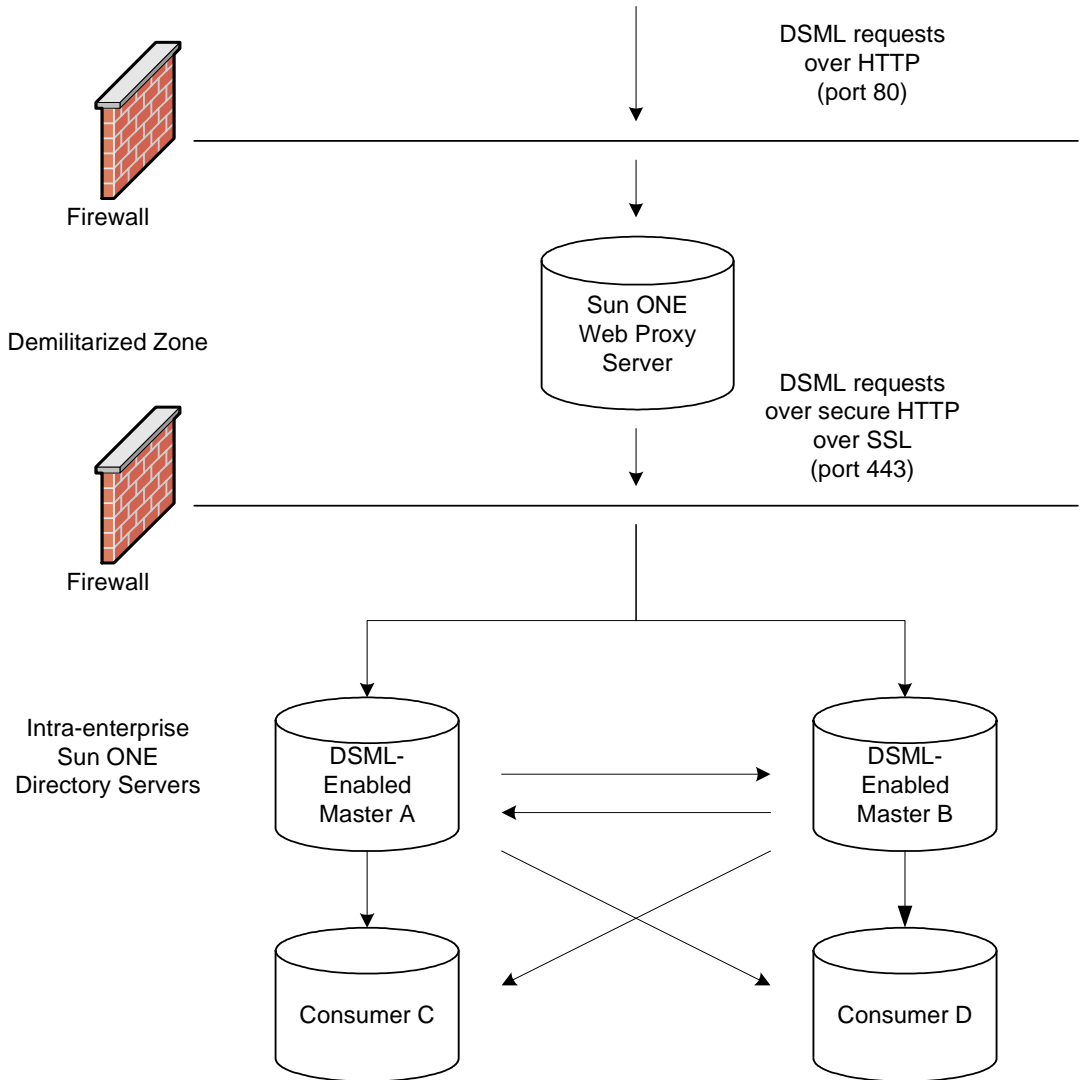 DSML requests
over HTTP
(port 80)
Firewall
Sun ONE
Web Proxy
Server
Demilitarized Zone
DSML requests
over secure HTTP
over SSL
(port 443)
Firewall
Intra-enterprise
Sun ONE
Directory Servers
DSML-
Enabled
Master A
DSML-
Enabled
Master B
Consumer C
Consumer D